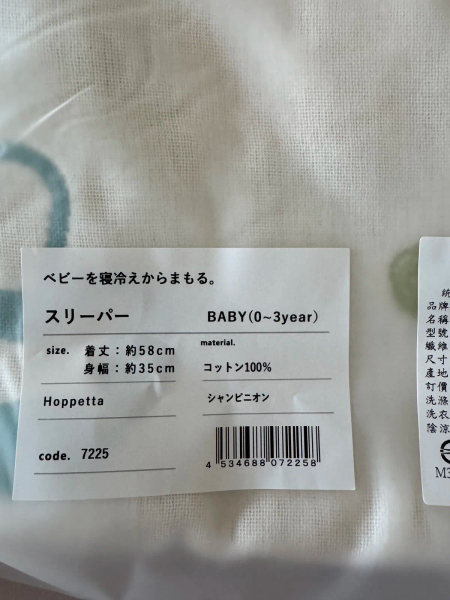 ベビーを寝冷えからまもる。
スリーパー BABY(0~3year)
size. 着丈：約58cm
身幅：約35cm
material.
コットン100%
Hoppetta シャンピニオン
code. 7225
4 534688 072258
統
品牌
名稱
型號
纖維
尺寸
產地
訂價
洗滌
洗衣
陰涼
M3